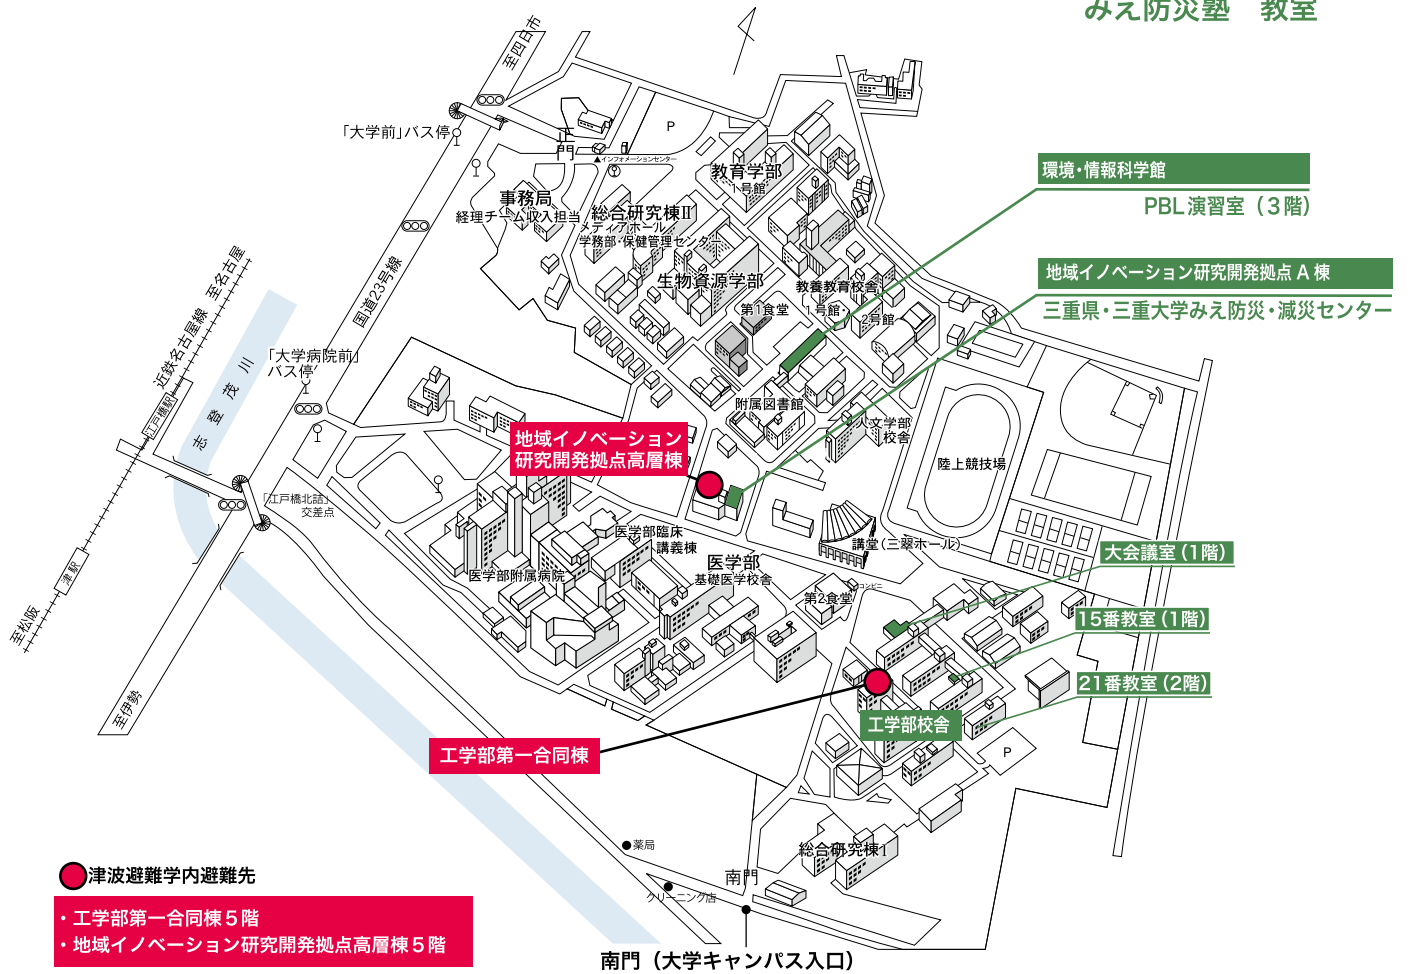 みえ防災塾　教室
至四日市
「大学前」バス停
正門
▲インフォメーションセンター
P
教育学部
1号館
事務局
経理チーム収入担当
総合研究棟Ⅱ
メディアホール
学務部・保健管理センター
環境・情報科学館
PBL 演習室（３階）
生物資源学部
教養教育校舎
1号館
2号館
第1食堂
地域イノベーション研究開発拠点 A 棟
三重県・三重大学みえ防災・減災センター
国道23号線
至名古屋
近鉄名古屋線
江戸橋駅
志登茂川
「大学病院前」
バス停
附属図書館
人文学部
校舎
地域イノベーション
研究開発拠点高層棟
陸上競技場
「江戸橋北詰」
交差点
医学部臨床
講義棟
講堂（三翠ホール）
大会議室（1階）
医学部附属病院
医学部
基礎医学校舎
第2食堂
コンビニ
津駅
至松阪
15番教室（1階）
21番教室（2階）
至伊勢
工学部校舎
工学部第一合同棟
P
総合研究棟Ⅰ
薬局
南門
クリーニング店
津波避難学内避難先
・工学部第一合同棟５階
・地域イノベーション研究開発拠点高層棟５階
南門（大学キャンパス入口）